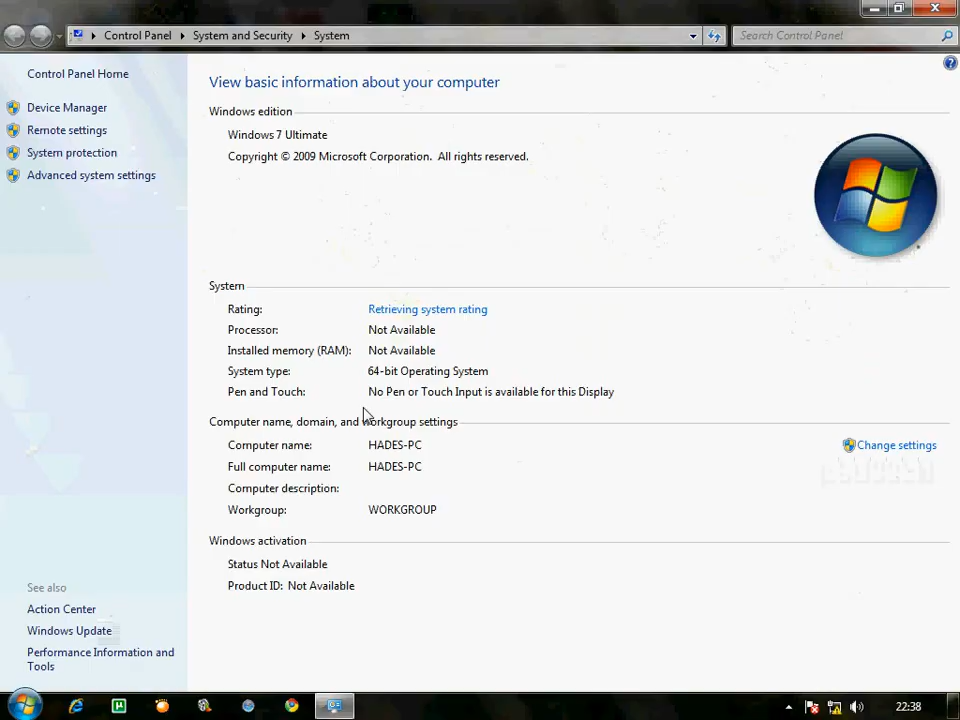 Control Panel
System and Security
System
Search Control Panel
Control Panel Home
Device Manager
Remote settings
System protection
Advanced system settings
View basic information about your computer
Windows edition
Windows 7 Ultimate
Copyright © 2009 Microsoft Corporation. All rights reserved.
System
Rating: Retrieving system rating
Processor: Not Available
Installed memory (RAM): Not Available
System type: 64-bit Operating System
Pen and Touch: No Pen or Touch Input is available for this Display
Computer name, domain, and workgroup settings
Computer name: HADES-PC
Change settings
Full computer name: HADES-PC
Computer description:
Workgroup: WORKGROUP
Windows activation
Status Not Available
Product ID: Not Available
See also
Action Center
Windows Update
Performance Information and
Tools
22:38